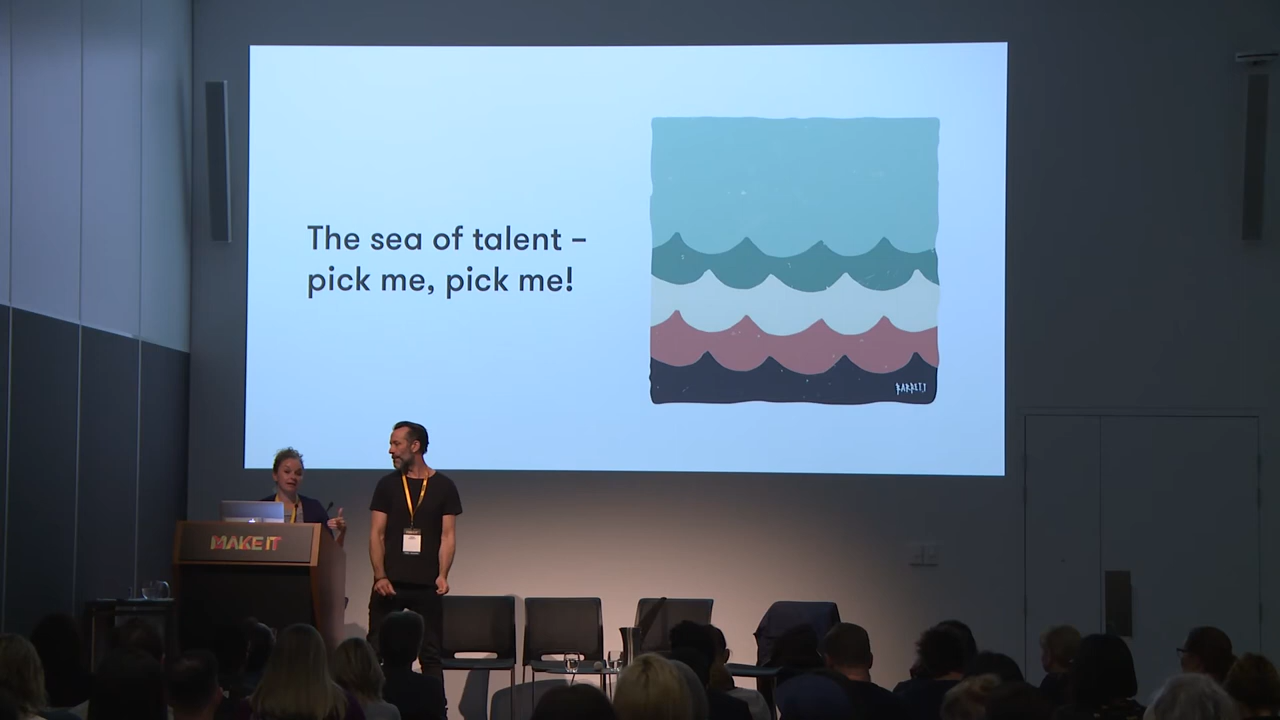 The sea of talent –
pick me, pick me!
BARRETT
MAKE IT